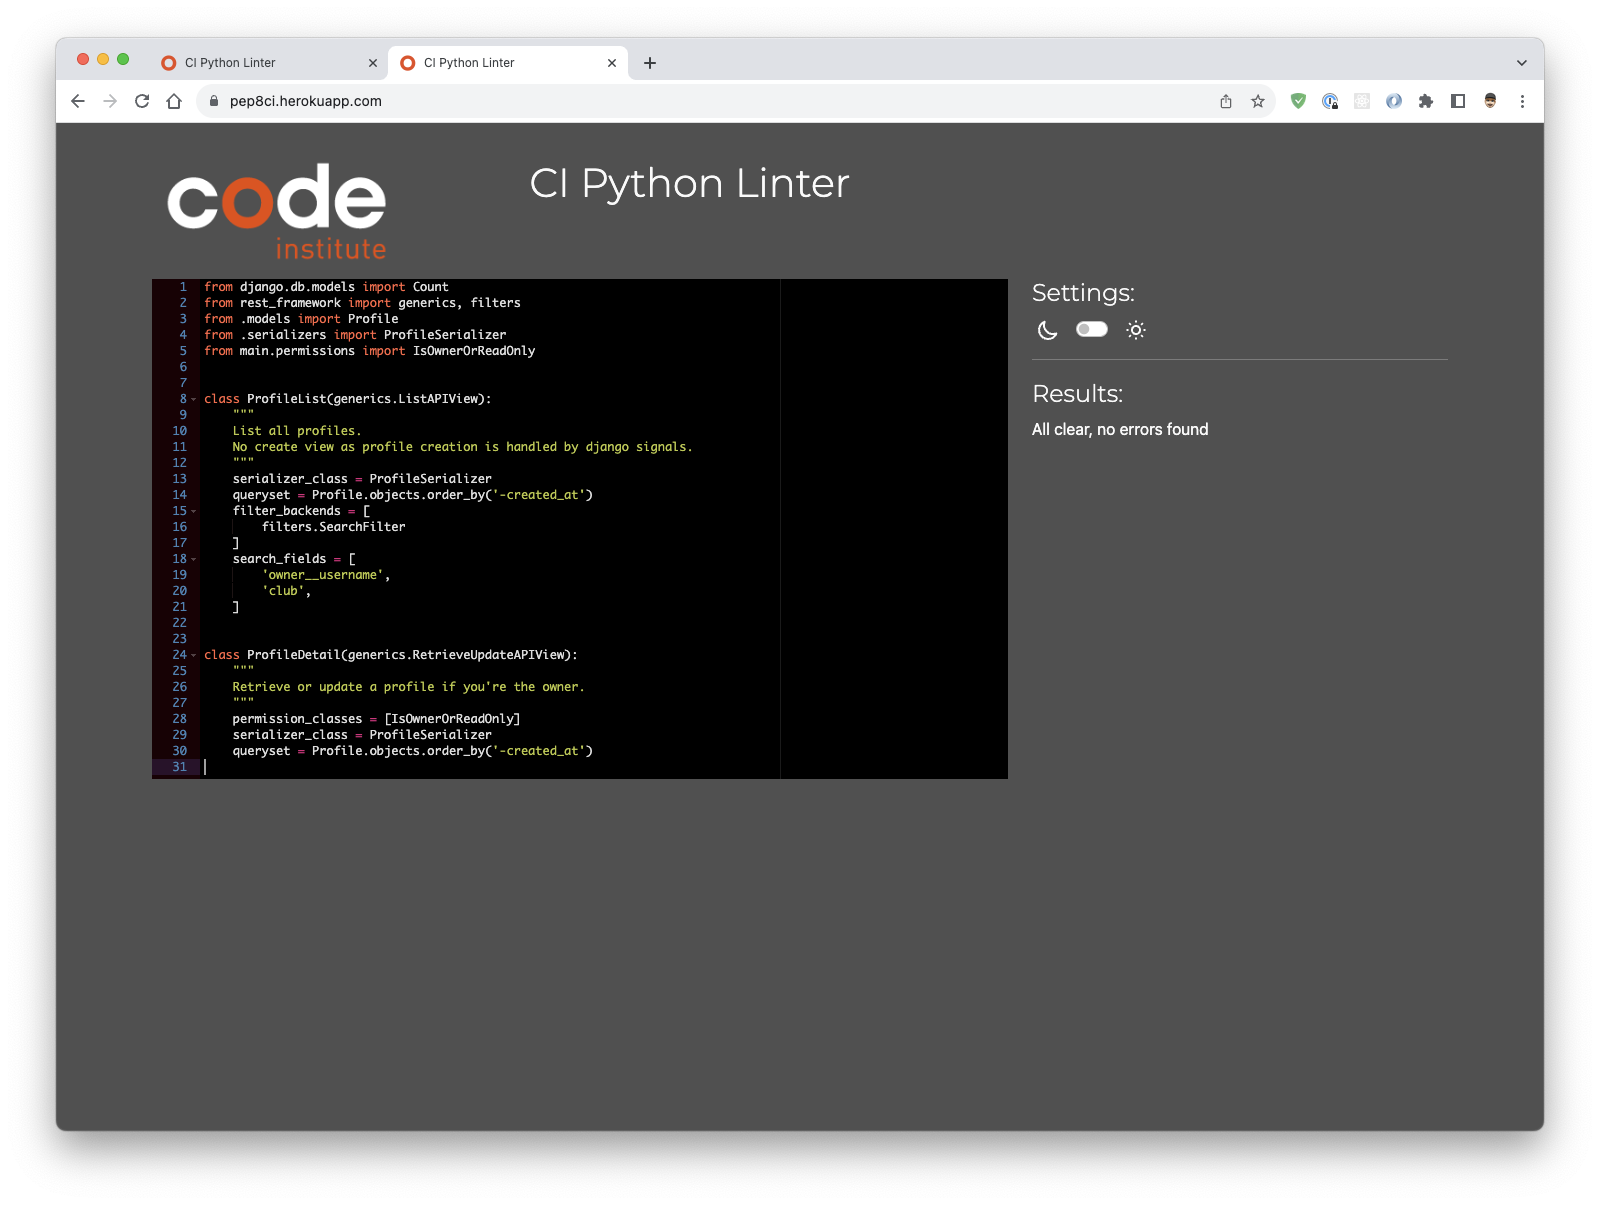 CI Python Linter
CI Python Linter
pep8ci.herokuapp.com
code
institute
CI Python Linter
1 from django.db.models import Count
2 from rest_framework import generics, filters
3 from .models import Profile
4 from .serializers import ProfileSerializer
5 from main.permissions import IsOwnerOrReadOnly
6
7
8 class ProfileList(generics.ListAPIView):
9     """
10     List all profiles.
11     No create view as profile creation is handled by django signals.
12     """
13     serializer_class = ProfileSerializer
14     queryset = Profile.objects.order_by('-created_at')
15     filter_backends = [
16         filters.SearchFilter
17     ]
18     search_fields = [
19         'owner__username',
20         'club',
21     ]
22
23
24 class ProfileDetail(generics.RetrieveUpdateAPIView):
25     """
26     Retrieve or update a profile if you're the owner.
27     """
28     permission_classes = [IsOwnerOrReadOnly]
29     serializer_class = ProfileSerializer
30     queryset = Profile.objects.order_by('-created_at')
31
Settings:
Results:
All clear, no errors found